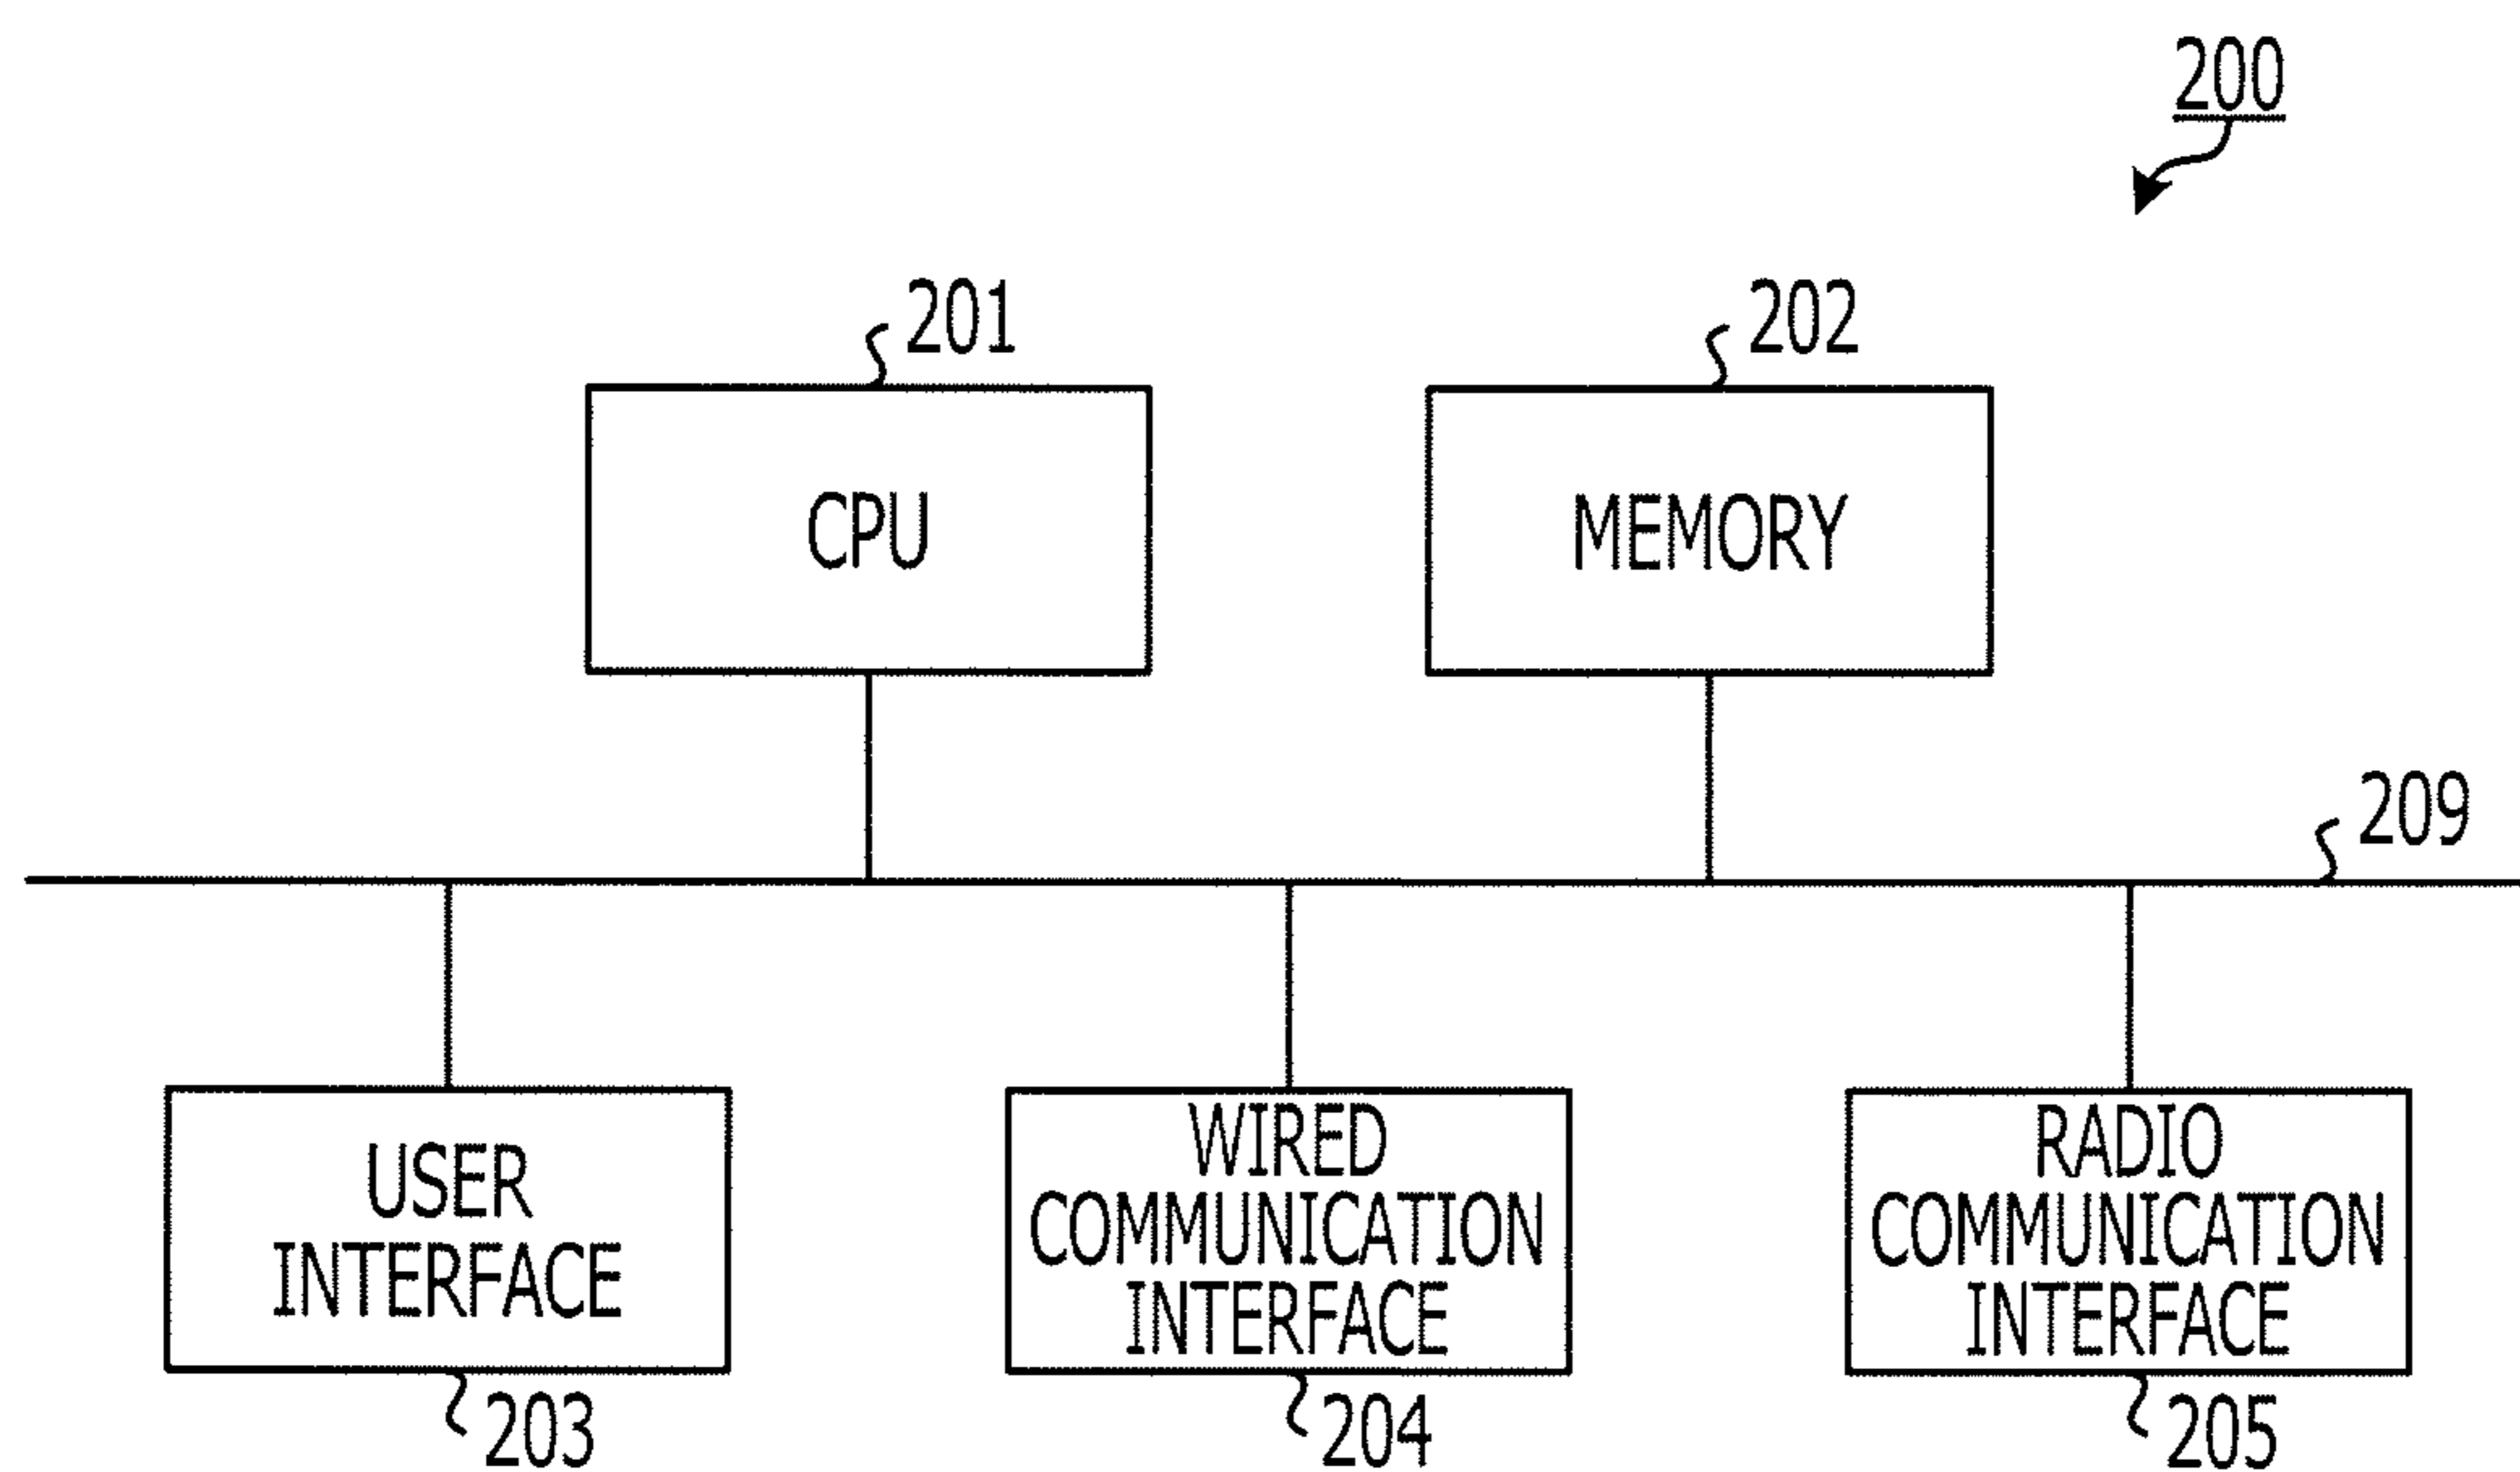 200
201
202
CPU
MEMORY
209
USER
INTERFACE
WIRED
COMMUNICATION
INTERFACE
RADIO
COMMUNICATION
INTERFACE
203
204
205